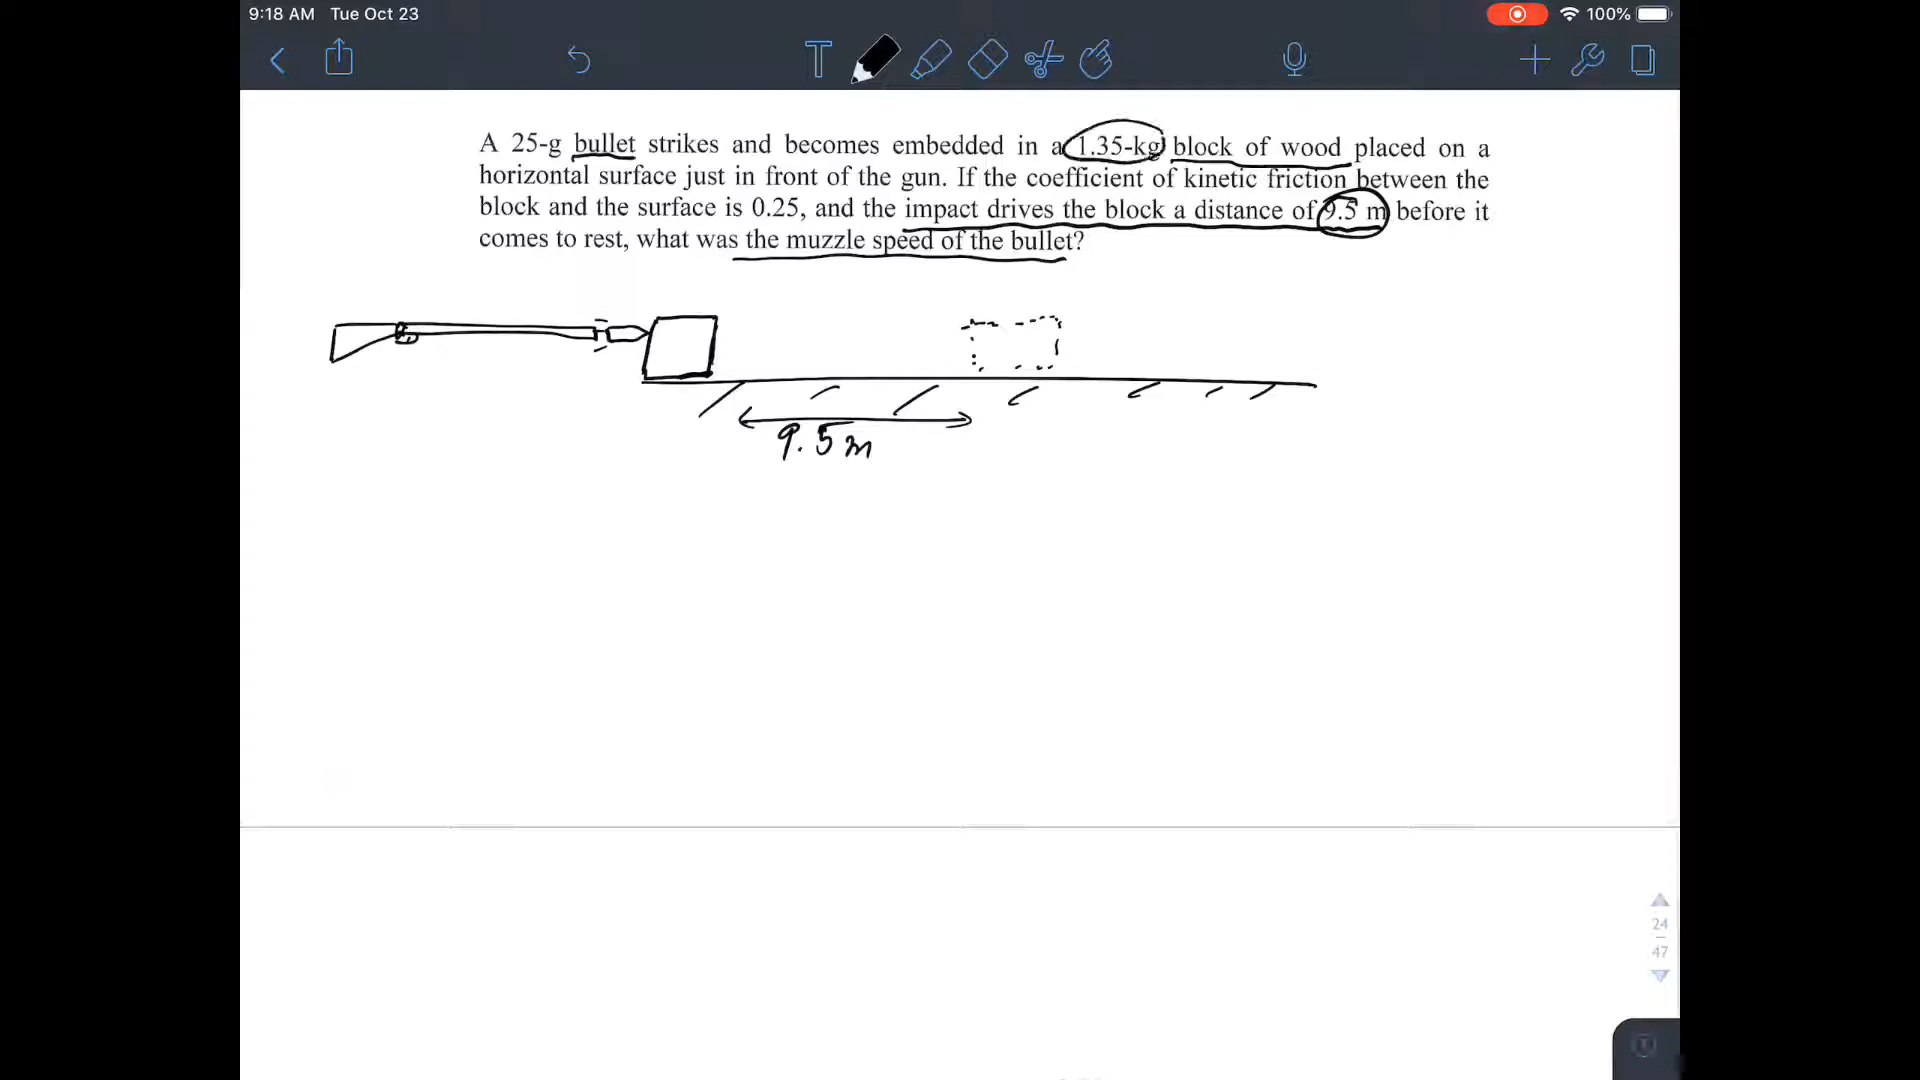 9:18 AM Tue Oct 23
100%
T
A 25-g bullet strikes and becomes embedded in a 1.35-kg block of wood placed on a
horizontal surface just in front of the gun. If the coefficient of kinetic friction between the
block and the surface is 0.25, and the impact drives the block a distance of 9.5 m before it
comes to rest, what was the muzzle speed of the bullet?
9.5 m
24
47